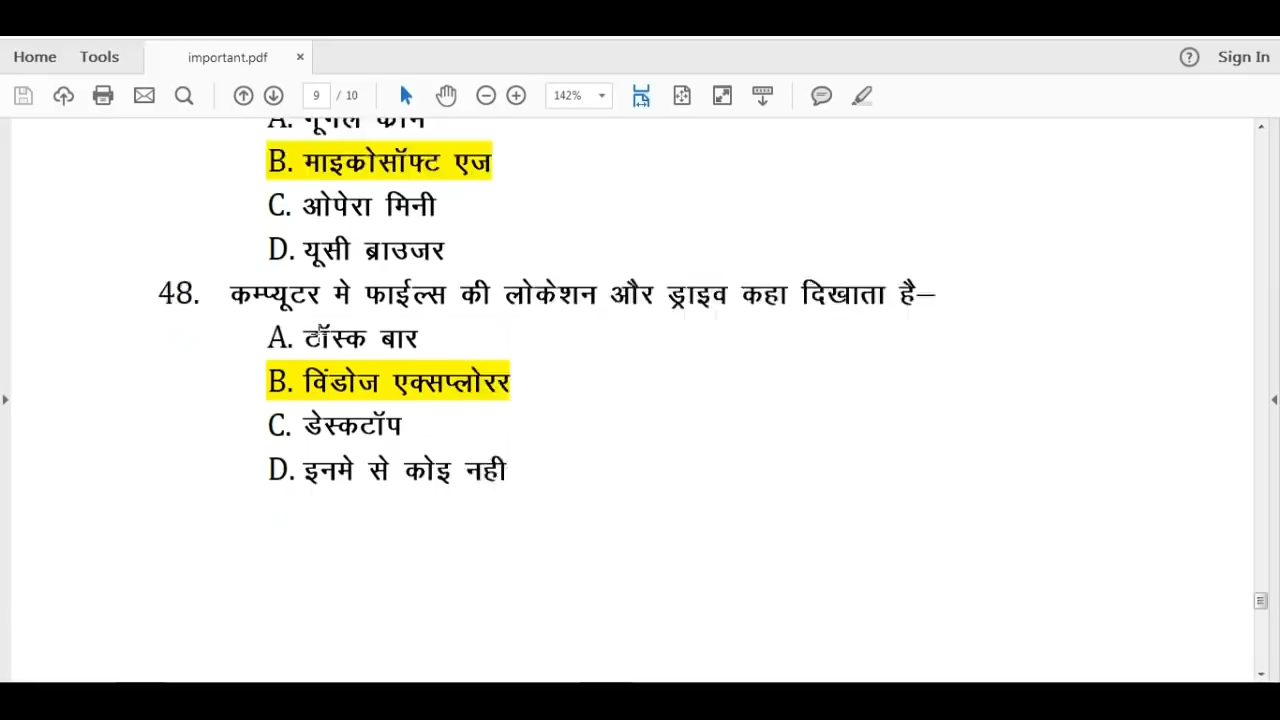 Home Tools important.pdf × ? Sign In
9 / 10 142%
A. गूगल क्रोम
B. माइक्रोसॉफ्ट एज
C. ओपेरा मिनी
D. यूसी ब्राउजर
48. कम्प्यूटर मे फाईल्स की लोकेशन और ड्राइव कहा दिखाता है–
A. टॉस्क बार
B. विंडोज एक्सप्लोरर
C. डेस्कटॉप
D. इनमे से कोइ नही